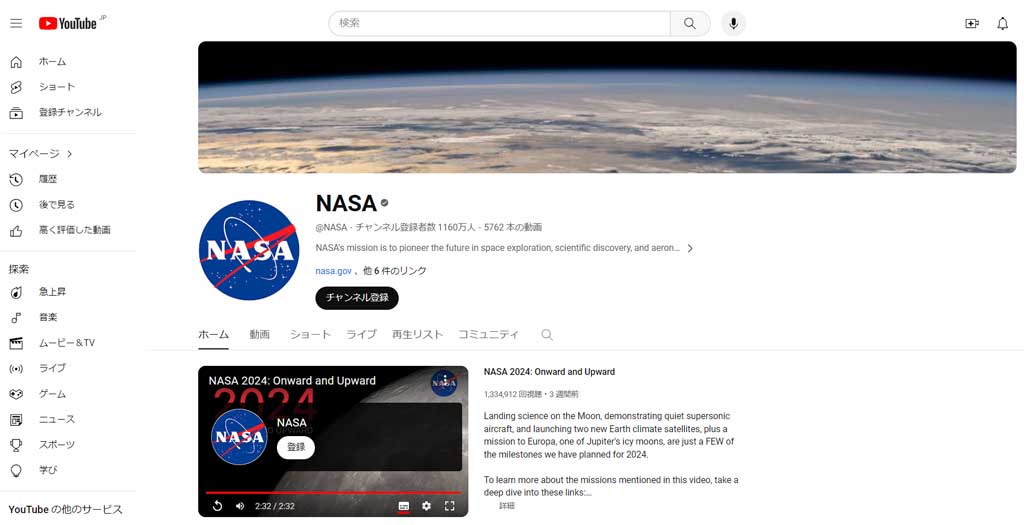 YouTube JP
検索
ホーム
ショート
登録チャンネル
マイページ
履歴
後で見る
高く評価した動画
探索
急上昇
音楽
ムービー＆TV
ライブ
ゲーム
ニュース
スポーツ
学び
YouTube の他のサービス
NASA
NASA
@NASA・チャンネル登録者数 1160万人・5762 本の動画
NASA's mission is to pioneer the future in space exploration, scientific discovery, and aeron...
nasa.gov 、他 6 件のリンク
チャンネル登録
ホーム 動画 ショート ライブ 再生リスト コミュニティ
NASA 2024: Onward and Upward
2024
NASA
NASA
登録
2:32 / 2:32
NASA 2024: Onward and Upward
1,334,912 回視聴・3 週間前
Landing science on the Moon, demonstrating quiet supersonic
aircraft, and launching two new Earth climate satellites, plus a
mission to Europa, one of Jupiter's icy moons, are just a FEW of
the milestones we have planned for 2024.
To learn more about the missions mentioned in this video, take a
deep dive into these links:...
詳細